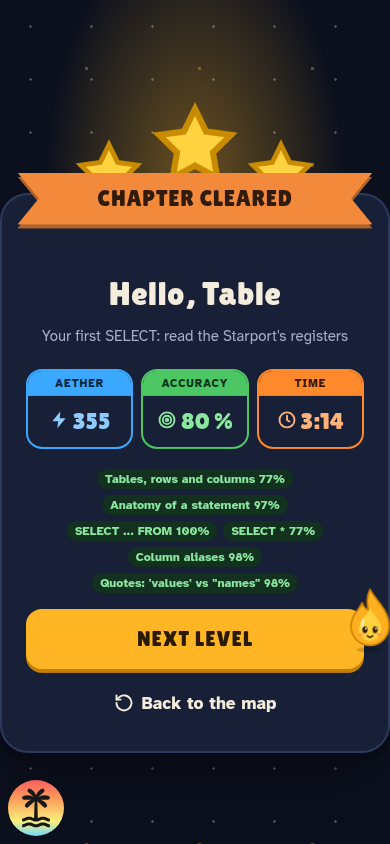 CHAPTER CLEARED
Hello, Table
Your first SELECT: read the Starport's registers
AETHER ACCURACY TIME
355 80 % 3:14
Tables, rows and columns 77%
Anatomy of a statement 97%
SELECT … FROM 100% SELECT * 77%
Column aliases 98%
Quotes: 'values' vs "names" 98%
NEXT LEVEL
Back to the map